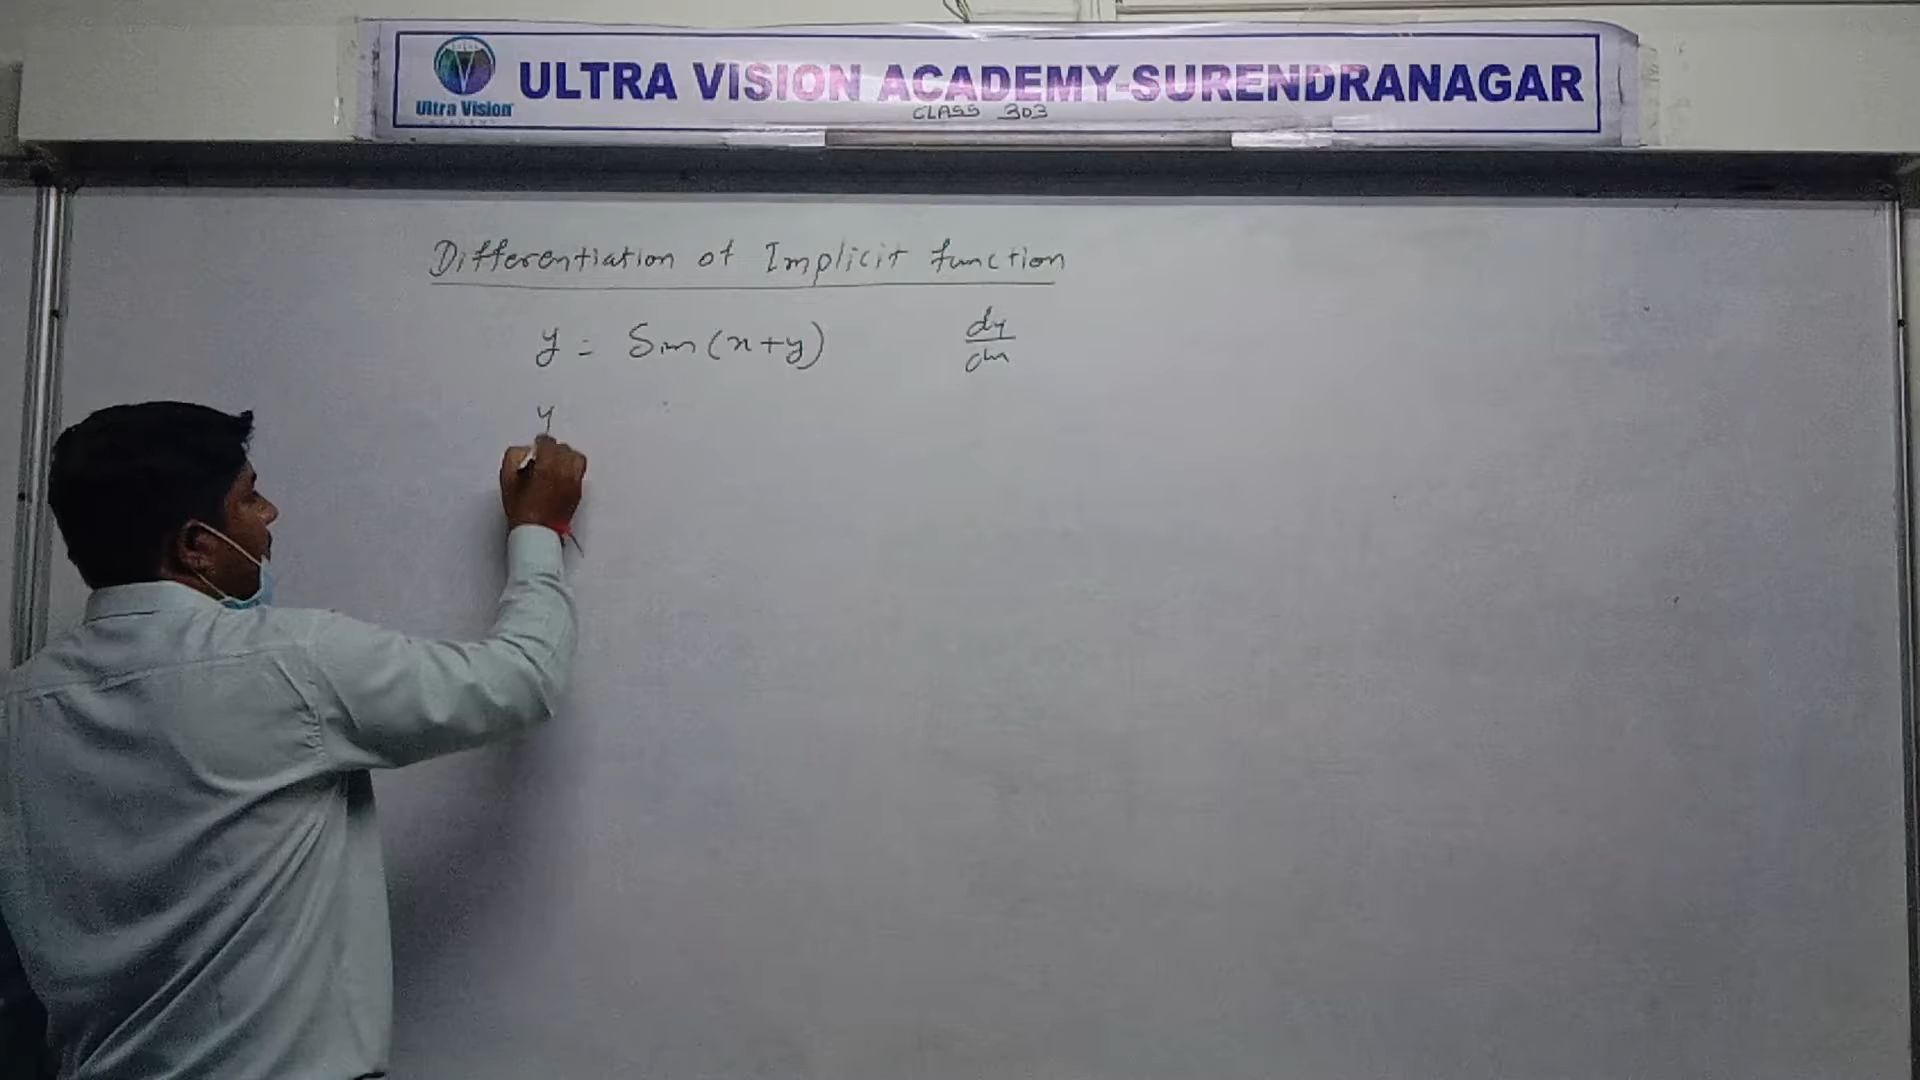 ULTRA VISION ACADEMY-SURENDRANAGAR
Ultra Vision
CLASS 303
Differentiation of Implicit function
y = Sin(x+y) dy/dx
y